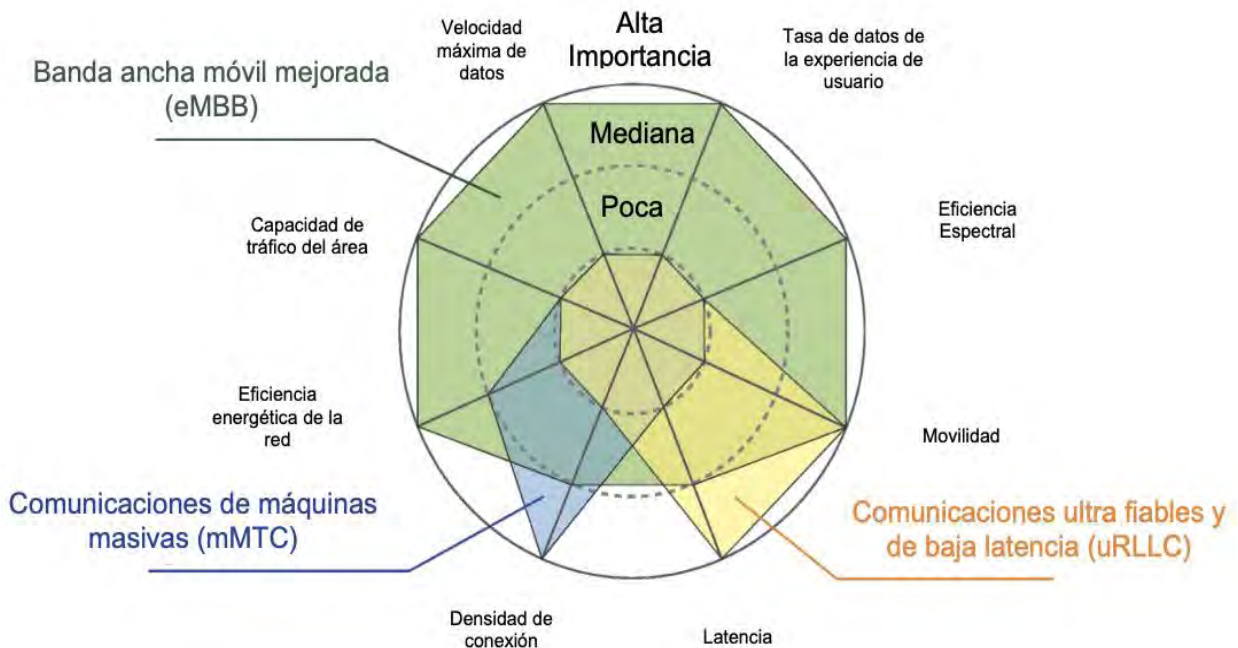 Velocidad
máxima de
datos
Alta
Importancia
Tasa de datos de
la experiencia de
usuario
Banda ancha móvil mejorada
(eMBB)
Mediana
Poca
Capacidad de
tráfico del área
Eficiencia
Espectral
Eficiencia
energética de la
red
Movilidad
Comunicaciones de máquinas
masivas (mMTC)
Comunicaciones ultra fiables y
de baja latencia (uRLLC)
Densidad de
conexión
Latencia